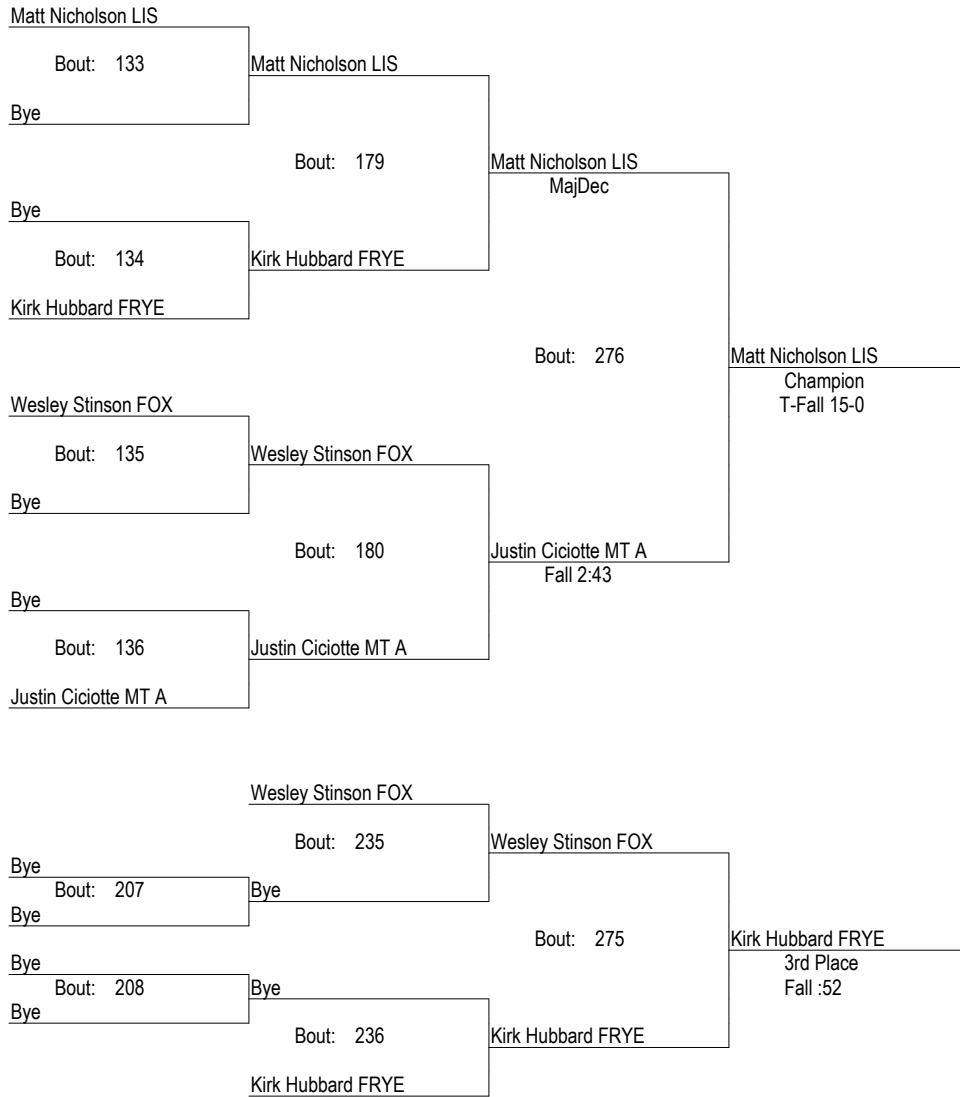 Matt Nicholson LIS
Bout: 133
Matt Nicholson LIS
Bye
Bout: 179
Matt Nicholson LIS
MajDec
Bye
Bout: 134
Kirk Hubbard FRYE
Kirk Hubbard FRYE
Bout: 276
Matt Nicholson LIS
Champion
T-Fall 15-0
Wesley Stinson FOX
Bout: 135
Wesley Stinson FOX
Bye
Bout: 180
Justin Ciciotte MT A
Fall 2:43
Bye
Bout: 136
Justin Ciciotte MT A
Justin Ciciotte MT A
Wesley Stinson FOX
Bout: 235
Wesley Stinson FOX
Bye
Bout: 207
Bye
Bye
Bout: 275
Kirk Hubbard FRYE
3rd Place
Fall :52
Bye
Bout: 208
Bye
Bye
Bout: 236
Kirk Hubbard FRYE
Kirk Hubbard FRYE